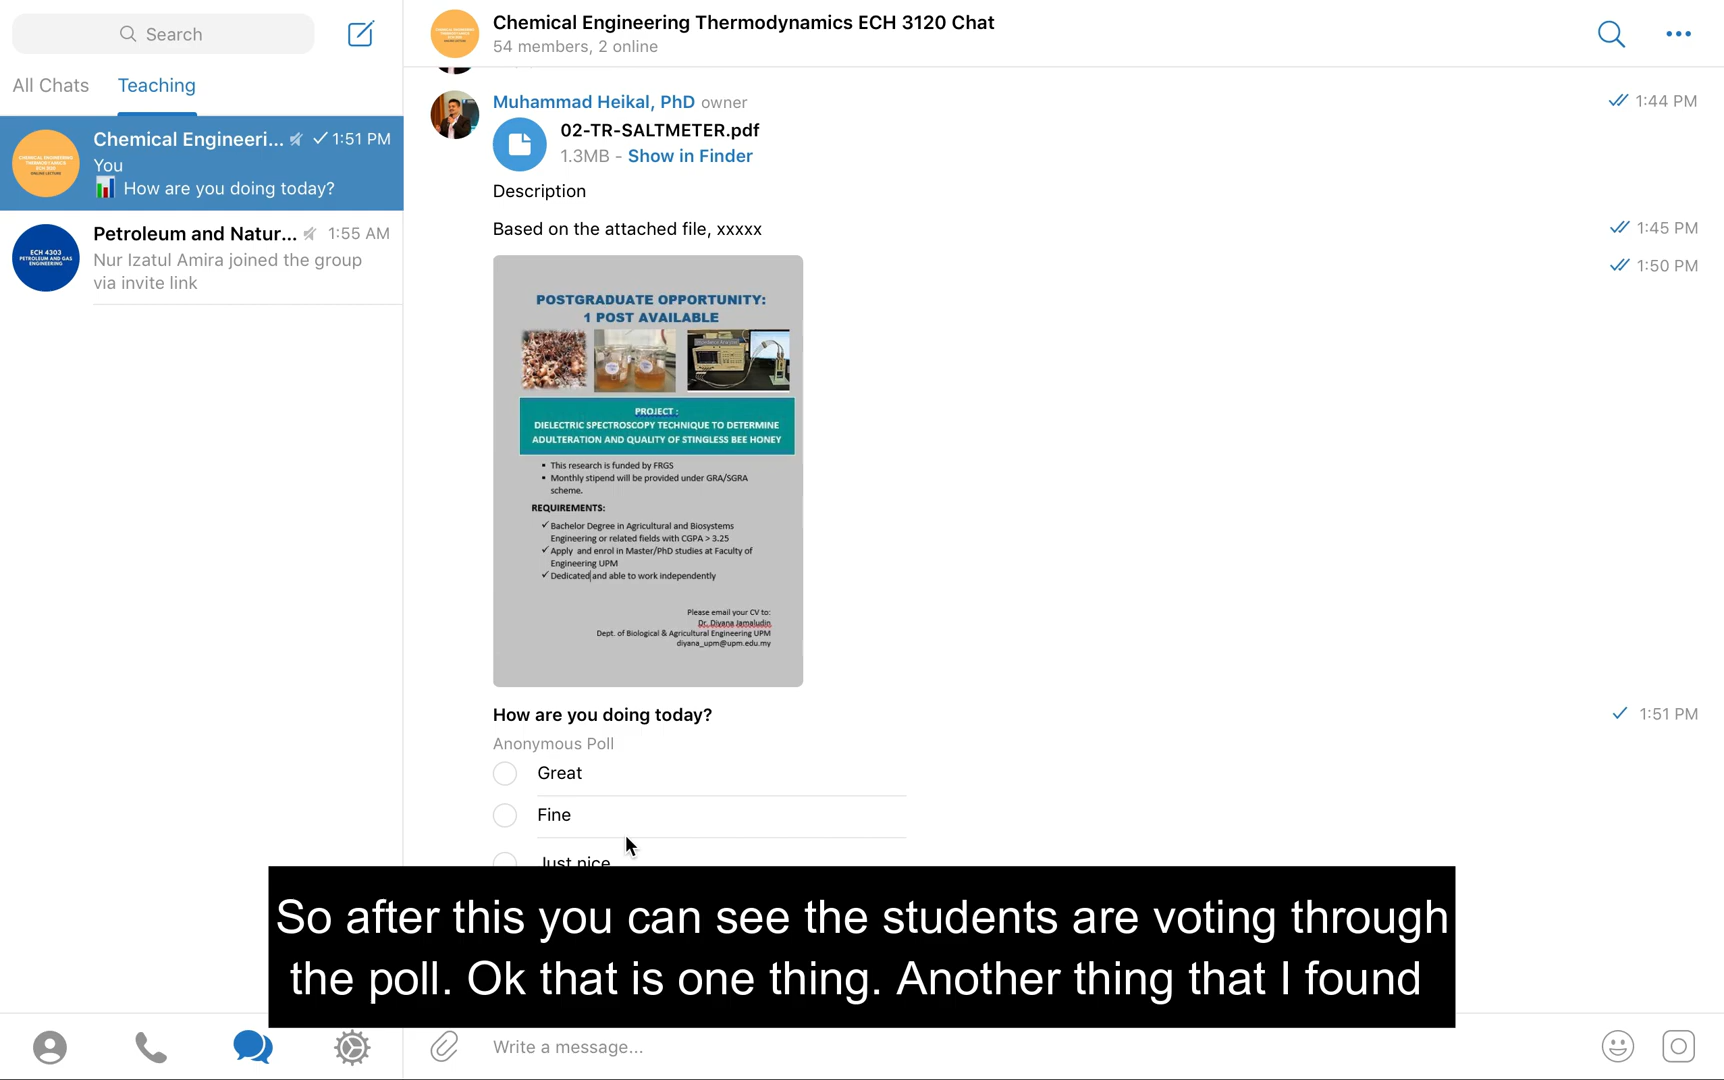 Search
All Chats
Teaching
Chemical Engineeri... 1:51 PM
You
How are you doing today?
ECH 4303
PETROLEUM AND GAS
ENGINEERING
Petroleum and Natur... 1:55 AM
Nur Izatul Amira joined the group
via invite link
Chemical Engineering Thermodynamics ECH 3120 Chat
54 members, 2 online
Muhammad Heikal, PhD owner 1:44 PM
02-TR-SALTMETER.pdf
1.3MB - Show in Finder
Description
Based on the attached file, xxxxx 1:45 PM
1:50 PM
POSTGRADUATE OPPORTUNITY:
1 POST AVAILABLE
PROJECT :
DIELECTRIC SPECTROSCOPY TECHNIQUE TO DETERMINE
ADULTERATION AND QUALITY OF STINGLESS BEE HONEY
▪ This research is funded by FRGS
▪ Monthly stipend will be provided under GRA/SGRA
scheme.
REQUIREMENTS:
✓ Bachelor Degree in Agricultural and Biosystems
Engineering or related fields with CGPA > 3.25
✓ Apply and enrol in Master/PhD studies at Faculty of
Engineering UPM
✓ Dedicated and able to work independently
Please email your CV to:
Dr. Diyana Jamaludin
Dept. of Biological & Agricultural Engineering UPM
diyana_upm@upm.edu.my
How are you doing today? 1:51 PM
Anonymous Poll
Great
Fine
Just nice
So after this you can see the students are voting through
the poll. Ok that is one thing. Another thing that I found
Write a message...